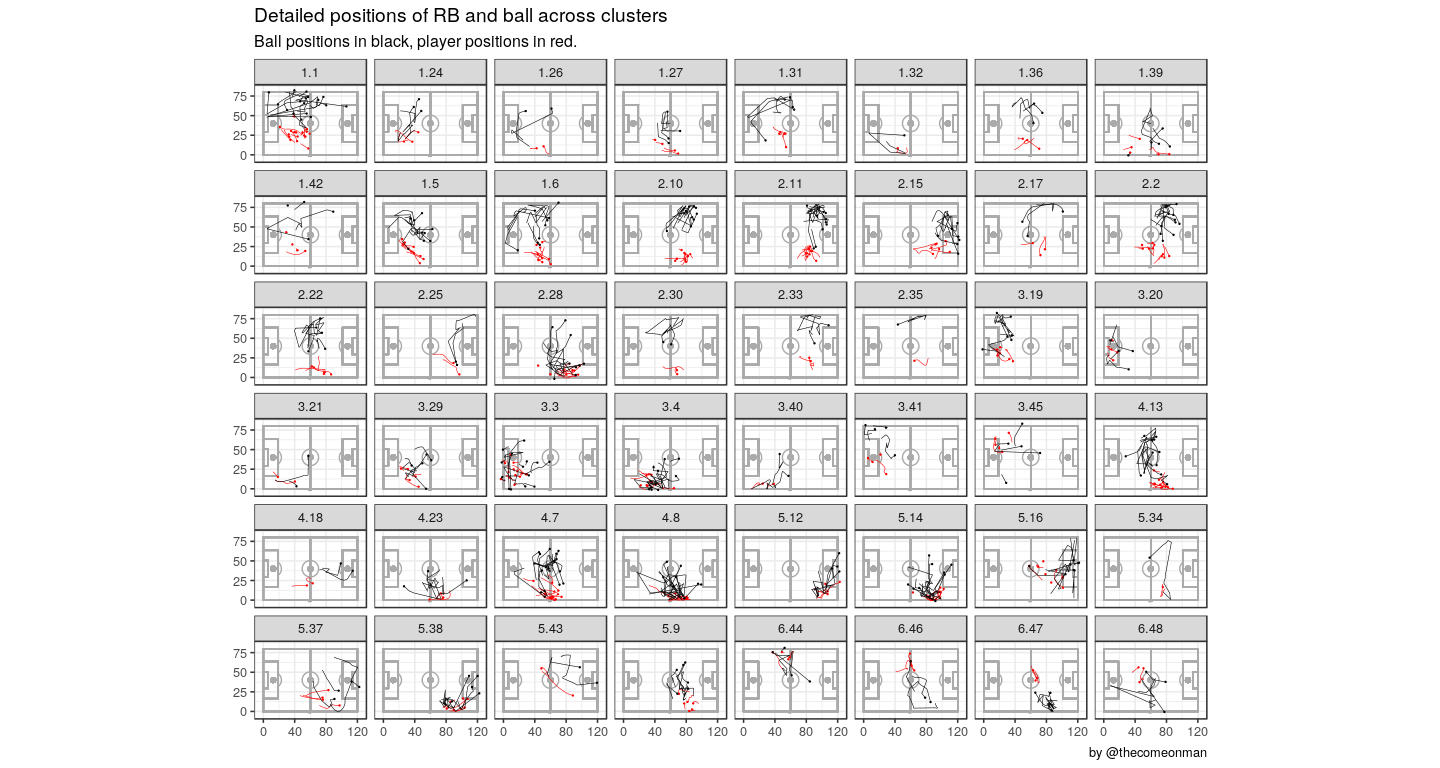 Detailed positions of RB and ball across clusters
Ball positions in black, player positions in red.
1.1 1.24 1.26 1.27 1.31 1.32 1.36 1.39
75
50
25
0
1.42 1.5 1.6 2.10 2.11 2.15 2.17 2.2
75
50
25
0
2.22 2.25 2.28 2.30 2.33 2.35 3.19 3.20
75
50
25
0
3.21 3.29 3.3 3.4 3.40 3.41 3.45 4.13
75
50
25
0
4.18 4.23 4.7 4.8 5.12 5.14 5.16 5.34
75
50
25
0
5.37 5.38 5.43 5.9 6.44 6.46 6.47 6.48
75
50
25
0
0 40 80 120 0 40 80 120 0 40 80 120 0 40 80 120 0 40 80 120 0 40 80 120 0 40 80 120 0 40 80 120
by @thecomeonman